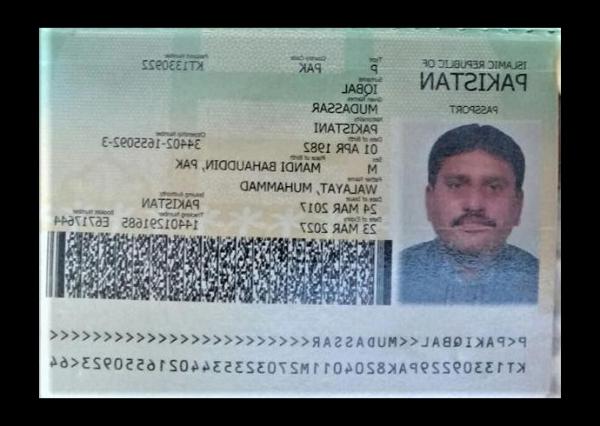 ISLAMIC REPUBLIC OF
PAKISTAN
PASSPORT
Type Country Code Passport Number
P PAK KT1330922
Surname
IQBAL
Given Names
MUDASSAR
Nationality Citizenship Number
PAKISTANI 34402-1655092-3
Date of Birth
01 APR 1982
Sex Place of Birth
M MANDI BAHAUDDIN, PAK
Father Name
WALAYAT, MUHAMMAD
Date of Issue Issuing Authority
24 MAR 2017 PAKISTAN
Date of Expiry Tracking Number Booklet Number
23 MAR 2027 14401291685 E6717644
P<PAKIQBAL<<MUDASSAR<<<<<<<<<<<<<<<<<<<<<<<<
KT13309229PAK8204011M27032353440216550923<64